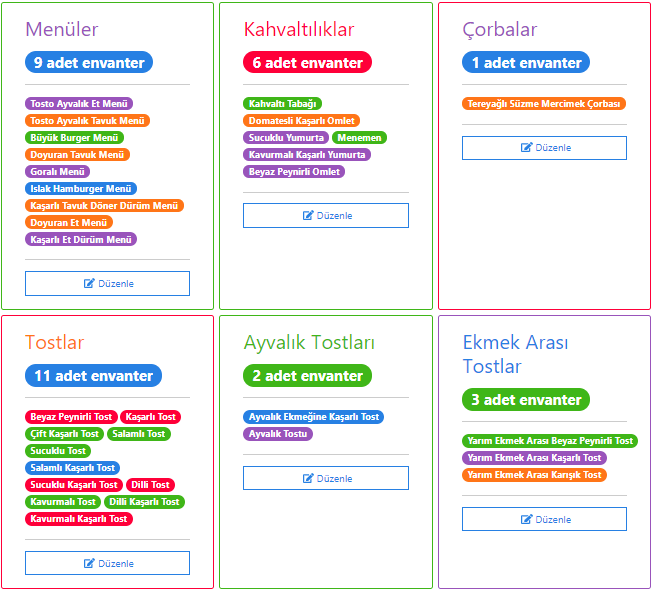 Menüler
9 adet envanter
Tosto Ayvalık Et Menü
Tosto Ayvalık Tavuk Menü
Büyük Burger Menü
Doyuran Tavuk Menü
Goralı Menü
Islak Hamburger Menü
Kaşarlı Tavuk Döner Dürüm Menü
Doyuran Et Menü
Kaşarlı Et Dürüm Menü
Düzenle
Kahvaltılıklar
6 adet envanter
Kahvaltı Tabağı
Domatesli Kaşarlı Omlet
Sucuklu Yumurta Menemen
Kavurmalı Kaşarlı Yumurta
Beyaz Peynirli Omlet
Düzenle
Çorbalar
1 adet envanter
Tereyağlı Süzme Mercimek Çorbası
Düzenle
Tostlar
11 adet envanter
Beyaz Peynirli Tost Kaşarlı Tost
Çift Kaşarlı Tost Salamlı Tost
Sucuklu Tost
Salamlı Kaşarlı Tost
Sucuklu Kaşarlı Tost Dilli Tost
Kavurmalı Tost Dilli Kaşarlı Tost
Kavurmalı Kaşarlı Tost
Düzenle
Ayvalık Tostları
2 adet envanter
Ayvalık Ekmeğine Kaşarlı Tost
Ayvalık Tostu
Düzenle
Ekmek Arası
Tostlar
3 adet envanter
Yarım Ekmek Arası Beyaz Peynirli Tost
Yarım Ekmek Arası Kaşarlı Tost
Yarım Ekmek Arası Karışık Tost
Düzenle